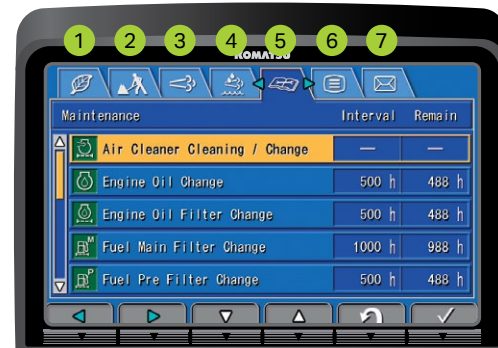 1 2 3 4 5 6 7
KOMATSU
Maintenance Interval Remain
Air Cleaner Cleaning / Change — —
Engine Oil Change 500 h 488 h
Engine Oil Filter Change 500 h 488 h
M Fuel Main Filter Change 1000 h 988 h
P Fuel Pre Filter Change 500 h 488 h